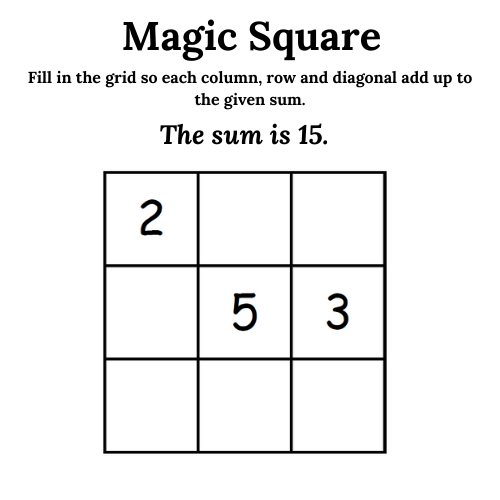 Magic Square
Fill in the grid so each column, row and diagonal add up to
the given sum.
The sum is 15.
2
5 3